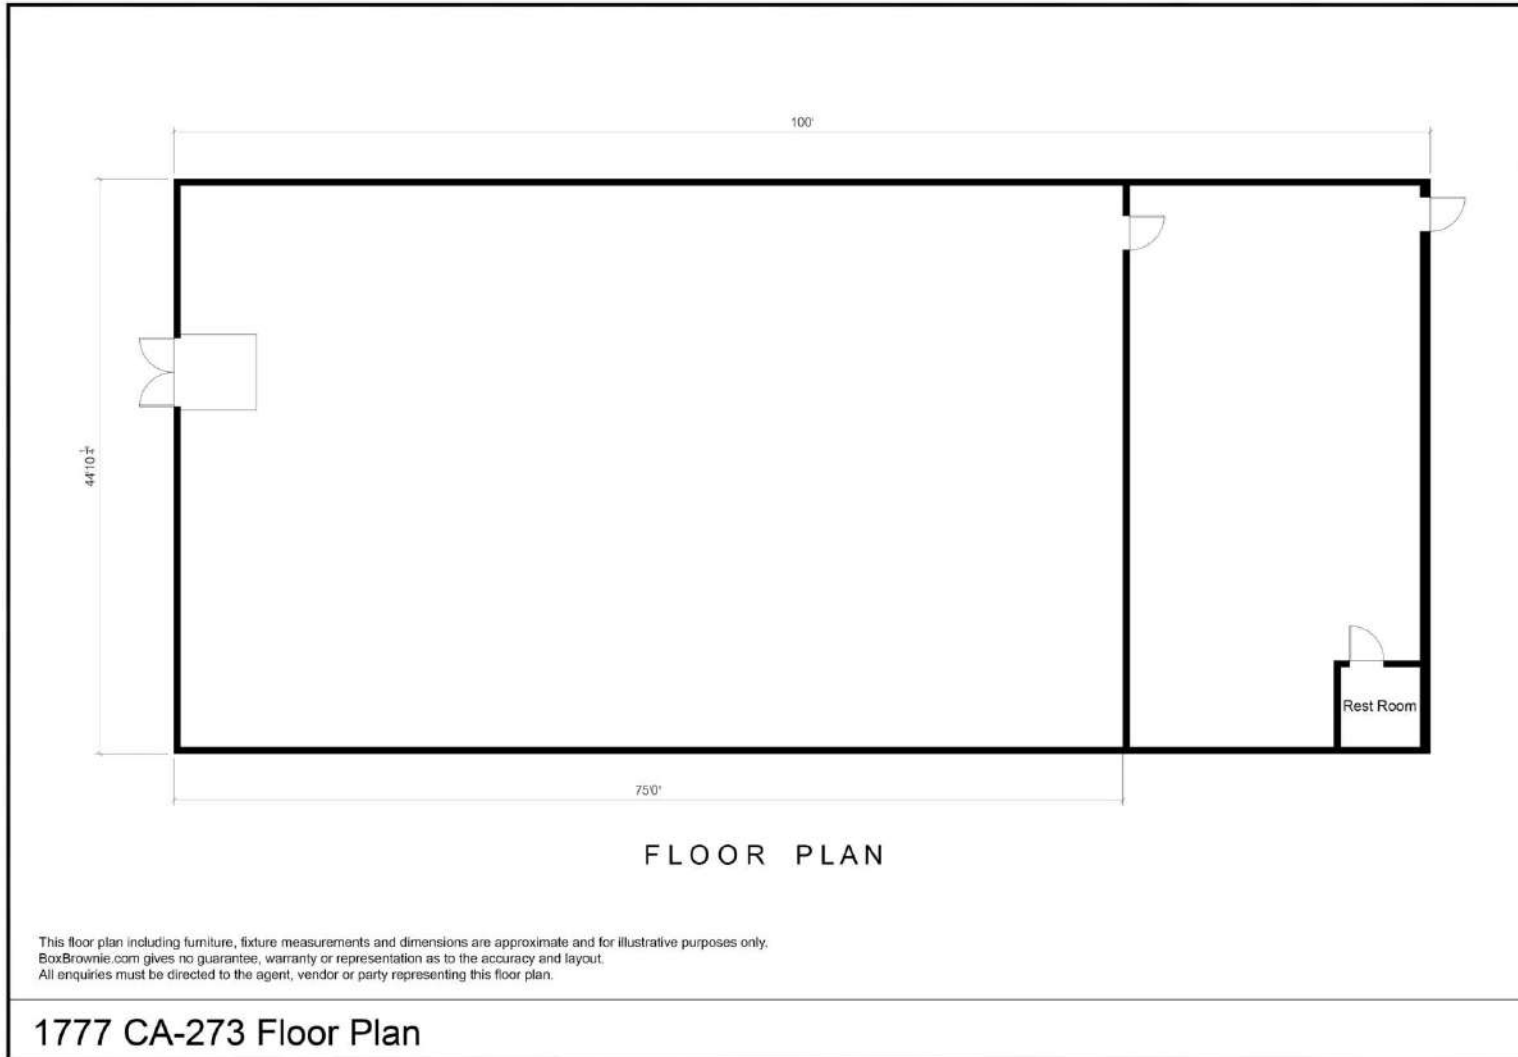 100'
44'10 1/4"
75'0"
Rest Room
FLOOR PLAN
This floor plan including furniture, fixture measurements and dimensions are approximate and for illustrative purposes only.
BoxBrownie.com gives no guarantee, warranty or representation as to the accuracy and layout.
All enquiries must be directed to the agent, vendor or party representing this floor plan.
1777 CA-273 Floor Plan